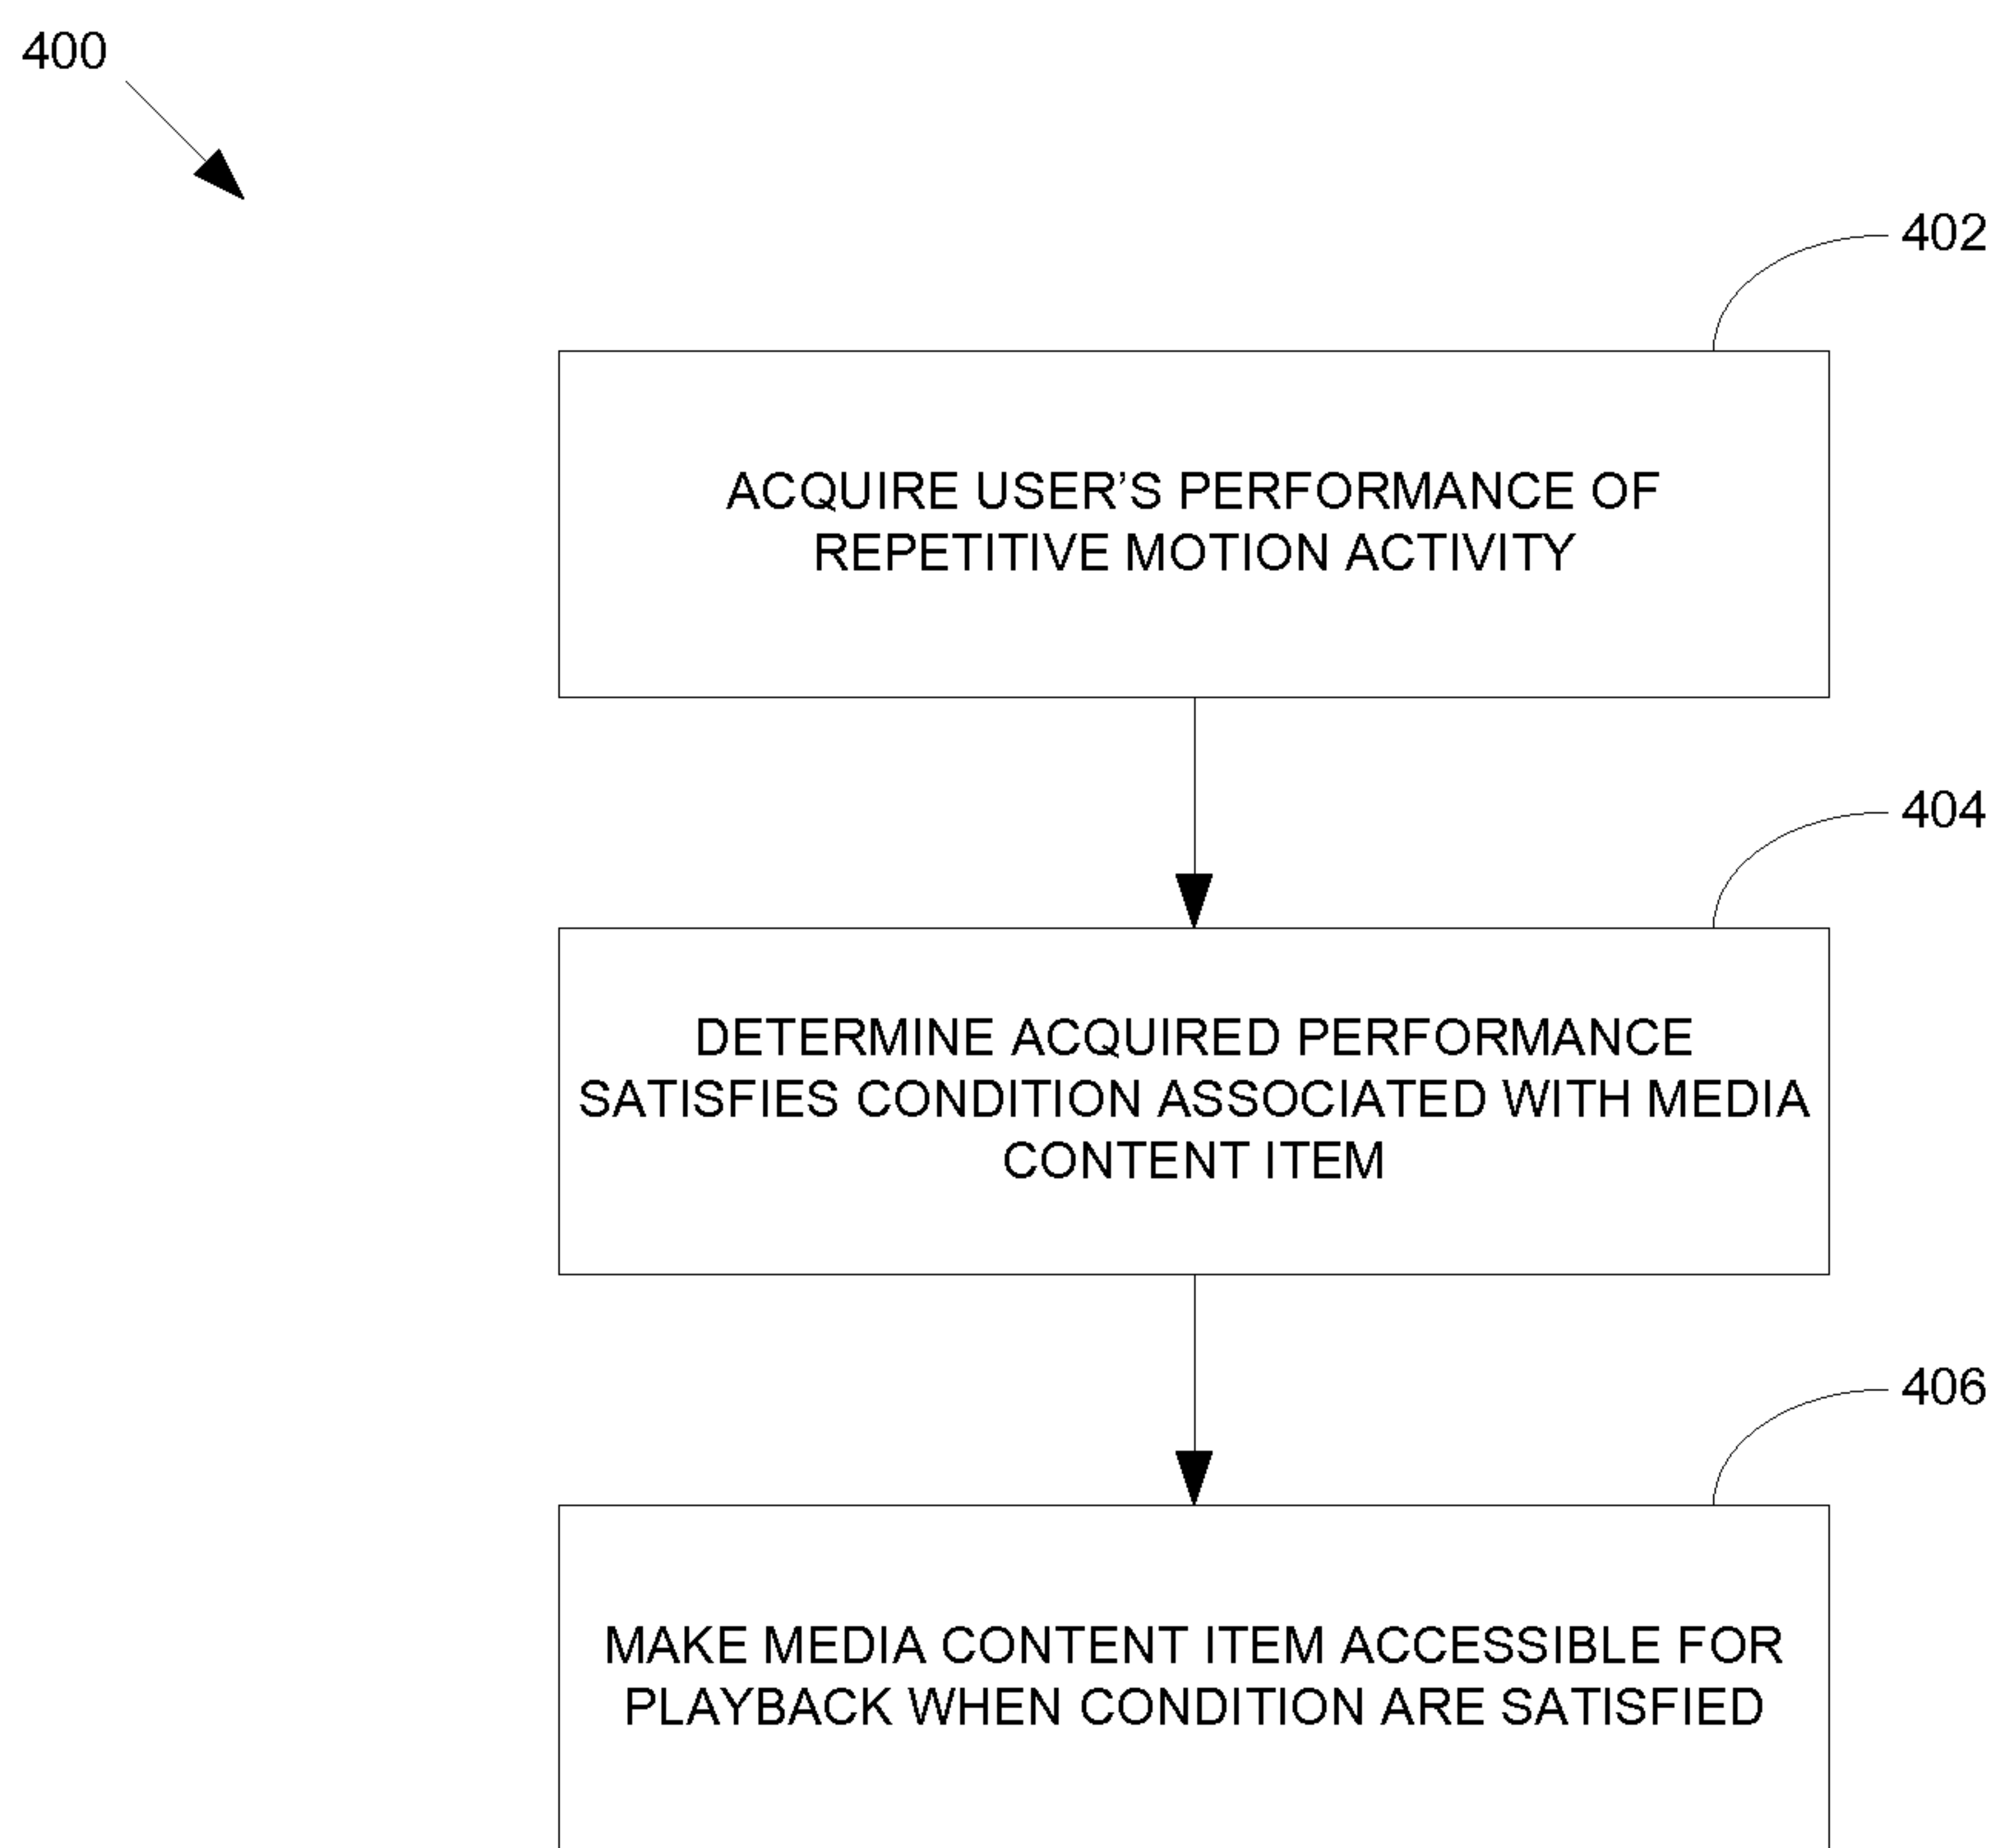 400
402
ACQUIRE USER'S PERFORMANCE OF
REPETITIVE MOTION ACTIVITY
404
DETERMINE ACQUIRED PERFORMANCE
SATISFIES CONDITION ASSOCIATED WITH MEDIA
CONTENT ITEM
406
MAKE MEDIA CONTENT ITEM ACCESSIBLE FOR
PLAYBACK WHEN CONDITION ARE SATISFIED